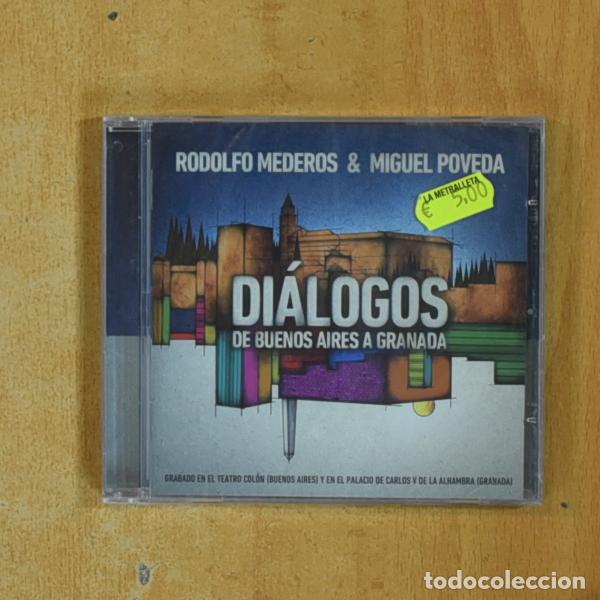 RODOLFO MEDEROS & MIGUEL POVEDA
LA METRALLETA
€ 5,00
DIÁLOGOS
DE BUENOS AIRES A GRANADA
GRABADO EN EL TEATRO COLÓN (BUENOS AIRES) Y EN EL PALACIO DE CARLOS V DE LA ALHAMBRA (GRANADA)
todocoleccion